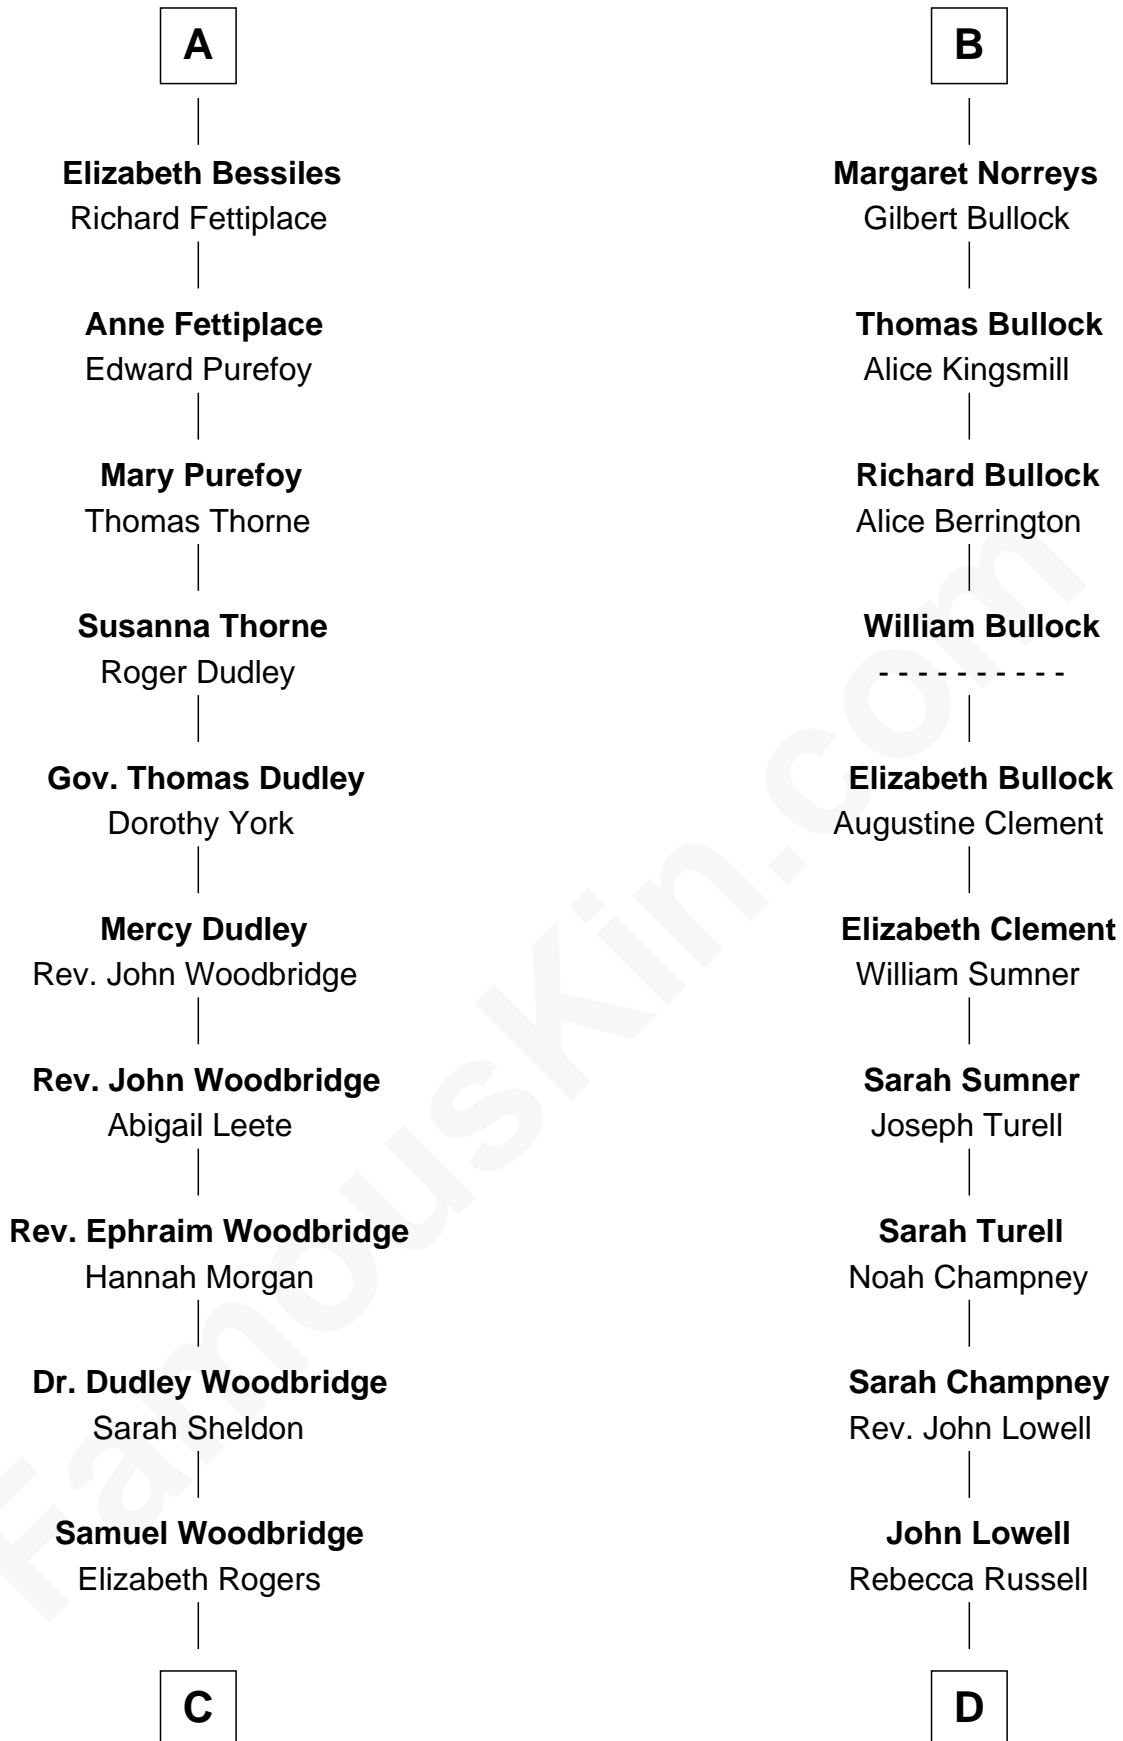 A
Elizabeth Bessiles
Richard Fettiplace
Anne Fettiplace
Edward Purefoy
Mary Purefoy
Thomas Thorne
Susanna Thorne
Roger Dudley
Gov. Thomas Dudley
Dorothy York
Mercy Dudley
Rev. John Woodbridge
Rev. John Woodbridge
Abigail Leete
Rev. Ephraim Woodbridge
Hannah Morgan
Dr. Dudley Woodbridge
Sarah Sheldon
Samuel Woodbridge
Elizabeth Rogers
C
B
Margaret Norreys
Gilbert Bullock
Thomas Bullock
Alice Kingsmill
Richard Bullock
Alice Berrington
William Bullock
- - - - - - - - - -
Elizabeth Bullock
Augustine Clement
Elizabeth Clement
William Sumner
Sarah Sumner
Joseph Turell
Sarah Turell
Noah Champney
Sarah Champney
Rev. John Lowell
John Lowell
Rebecca Russell
D
FamousKin.com